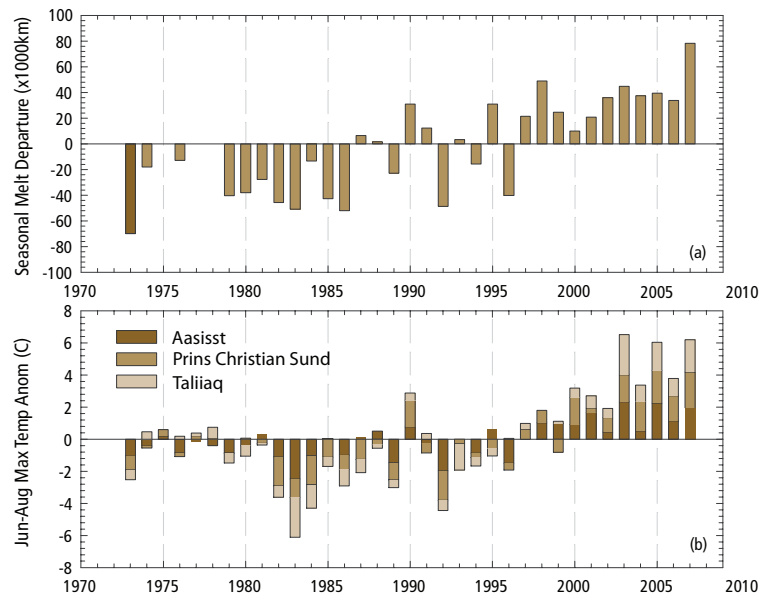 Seasonal Melt Departure (x1000km)
100
80
60
40
20
0
-20
-40
-60
-80
-100
(a)
1970 1975 1980 1985 1990 1995 2000 2005 2010
Jun-Aug Max Temp Anom (C)
8
6
4
2
0
-2
-4
-6
-8
Aasisst
Prins Christian Sund
Taliiaq
(b)
1970 1975 1980 1985 1990 1995 2000 2005 2010